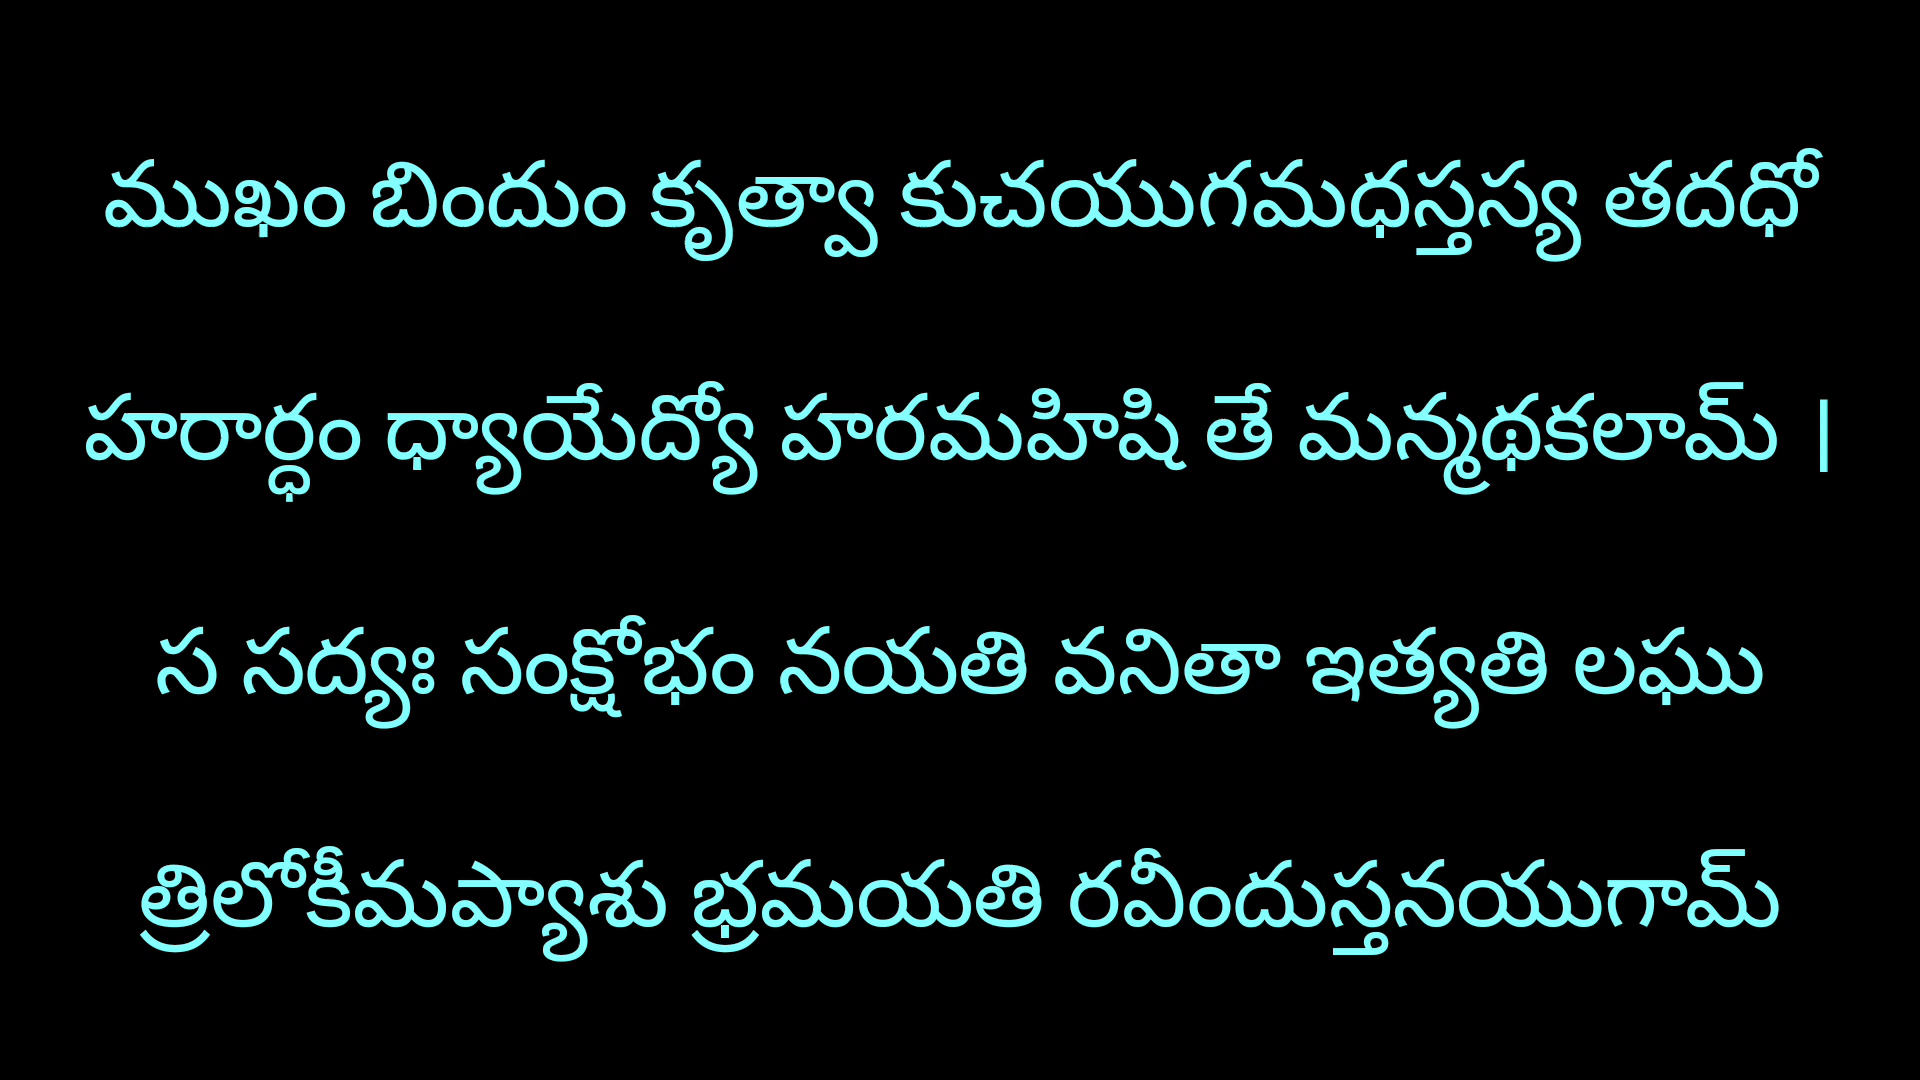 ముఖం బిందుం కృత్వా కుచయుగమధస్తస్య తదధో
హరార్ధం ధ్యాయేద్యో హరమహిషి తే మన్మథకలామ్ |
స సద్యః సంక్షోభం నయతి వనితా ఇత్యతి లఘు
త్రిలోకీమప్యాశు భ్రమయతి రవీందుస్తనయుగామ్